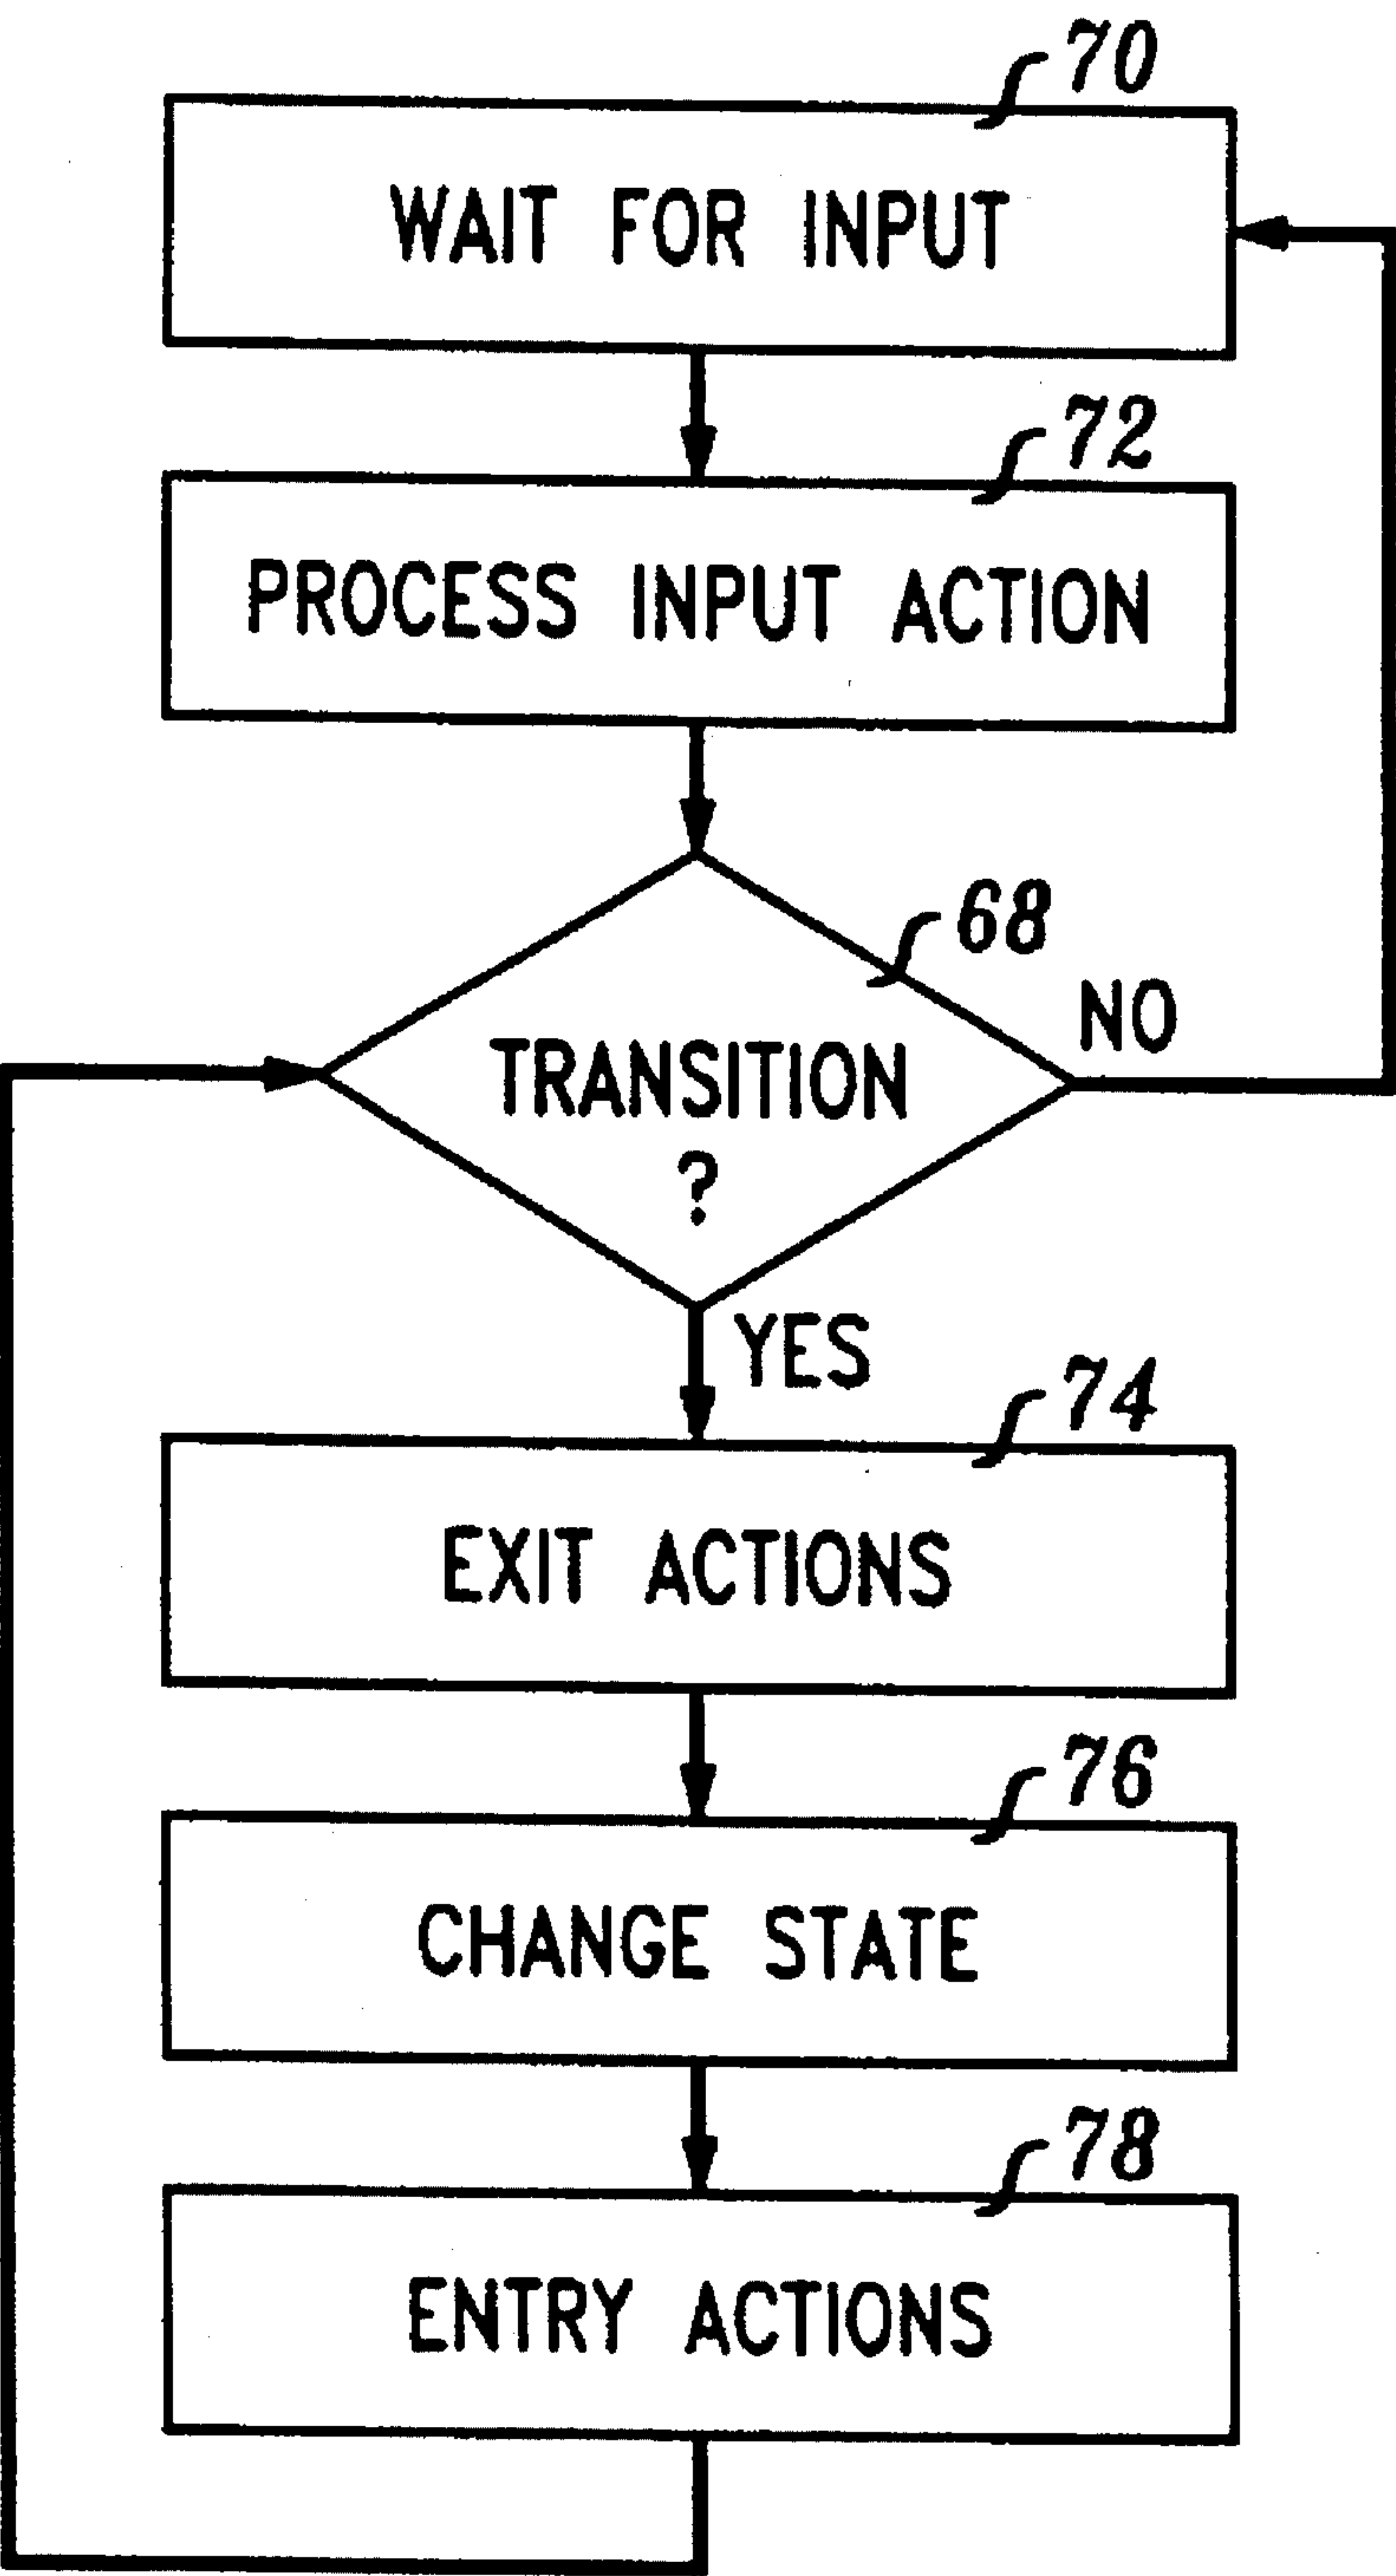 70
WAIT FOR INPUT
72
PROCESS INPUT ACTION
68
NO
TRANSITION
?
YES
74
EXIT ACTIONS
76
CHANGE STATE
78
ENTRY ACTIONS